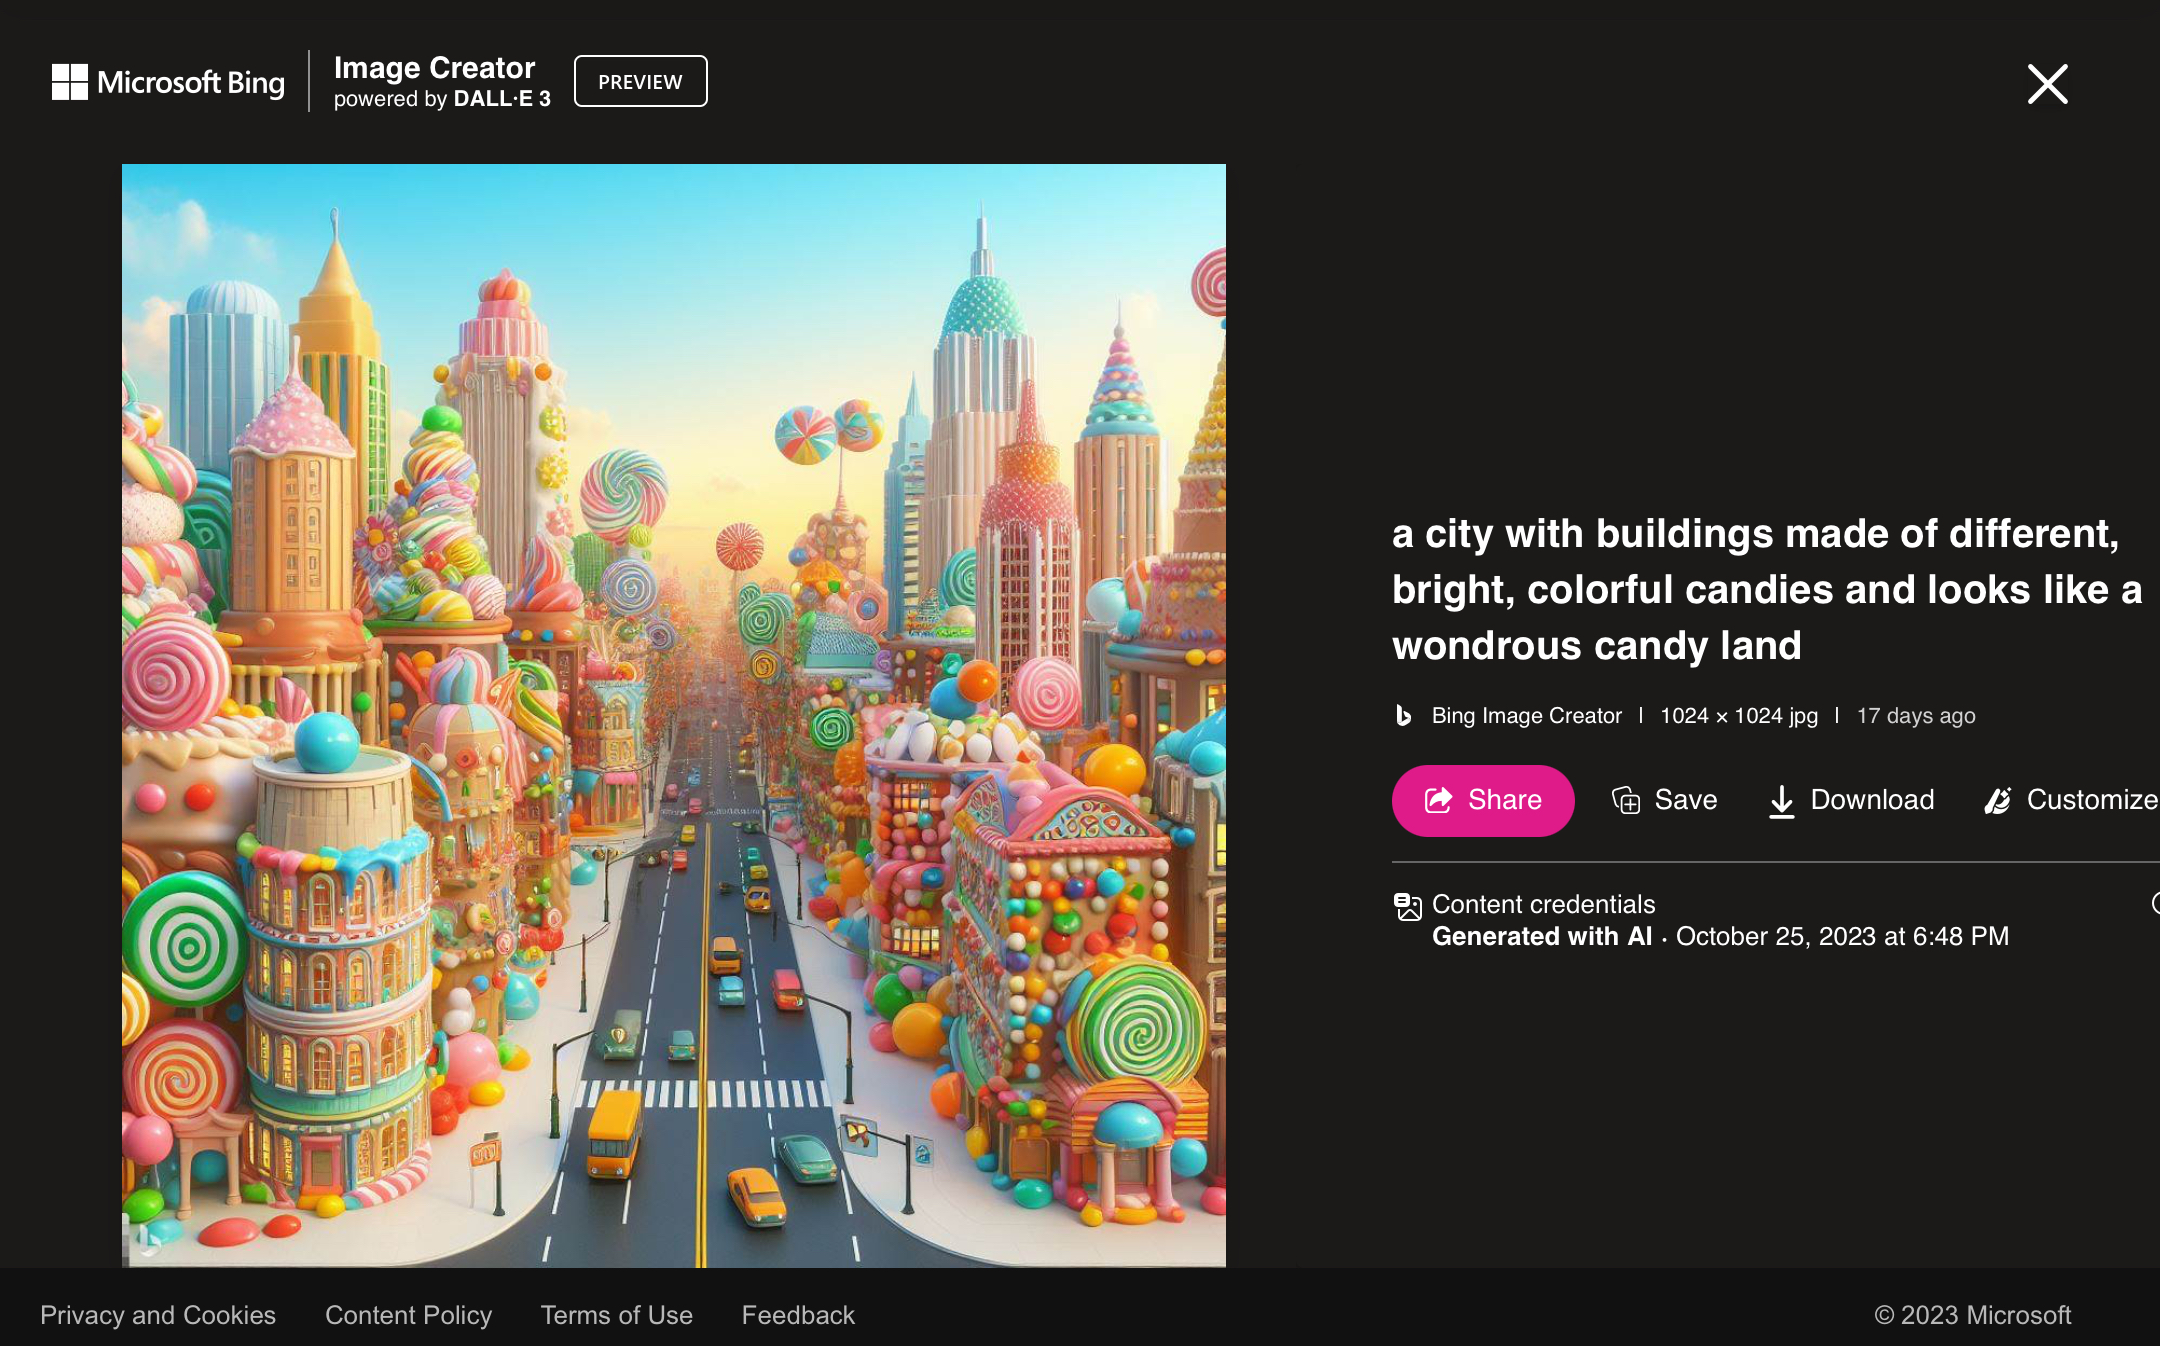 Microsoft Bing
Image Creator
powered by DALL·E 3
PREVIEW
a city with buildings made of different,
bright, colorful candies and looks like a
wondrous candy land
Bing Image Creator | 1024 × 1024 jpg | 17 days ago
Share Save Download Customize
Content credentials
Generated with AI · October 25, 2023 at 6:48 PM
Privacy and Cookies Content Policy Terms of Use Feedback © 2023 Microsoft